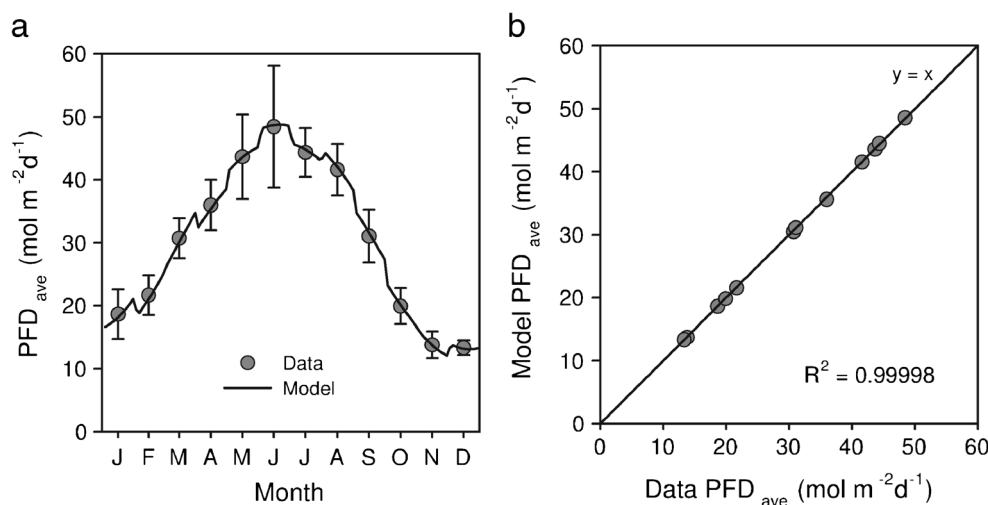 a
60
50
40
30
20
10
0
PFD ave (mol m -2 d -1)
Data
Model
J F M A M J J A S O N D
Month
b
60
50
40
30
20
10
0
Model PFD ave (mol m -2 d -1)
y = x
R² = 0.99998
0 10 20 30 40 50 60
Data PFD ave (mol m -2 d -1)